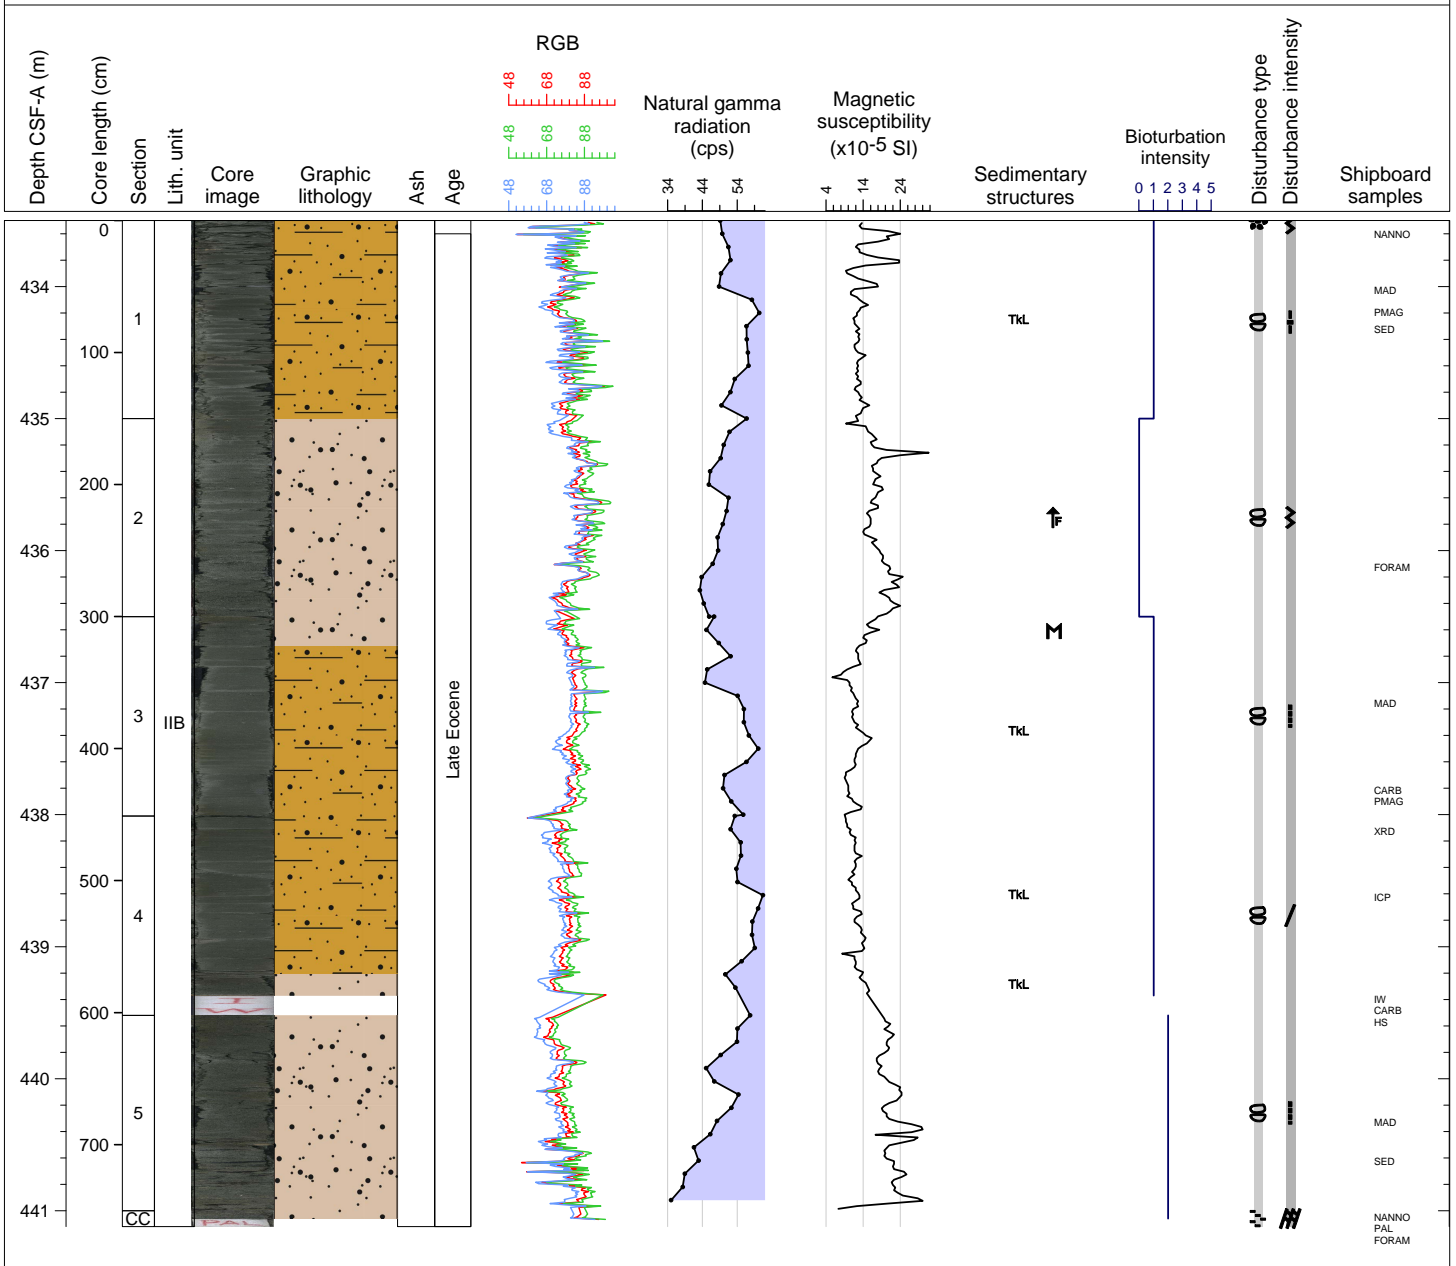 Depth CSF-A (m)
Core length (cm)
Section
Lith. unit
Core image
Graphic lithology
Ash
Age
RGB
48 68 88
48 68 88
48 68 88
Natural gamma radiation (cps)
34 44 54
Magnetic susceptibility (x10-5 SI)
4 14 24
Sedimentary structures
Bioturbation intensity
0 1 2 3 4 5
Disturbance type
Disturbance intensity
Shipboard samples
0
NANNO
434
MAD
1
TkL
PMAG
SED
100
435
200
2
F
436
FORAM
300
M
437
3
IIB
Late Eocene
MAD
TkL
400
CARB
438
PMAG
XRD
500
4
TkL
ICP
439
TkL
I
W
IW
600
CARB
HS
440
5
MAD
700
SED
441
CC
PAL
NANNO
PAL
FORAM